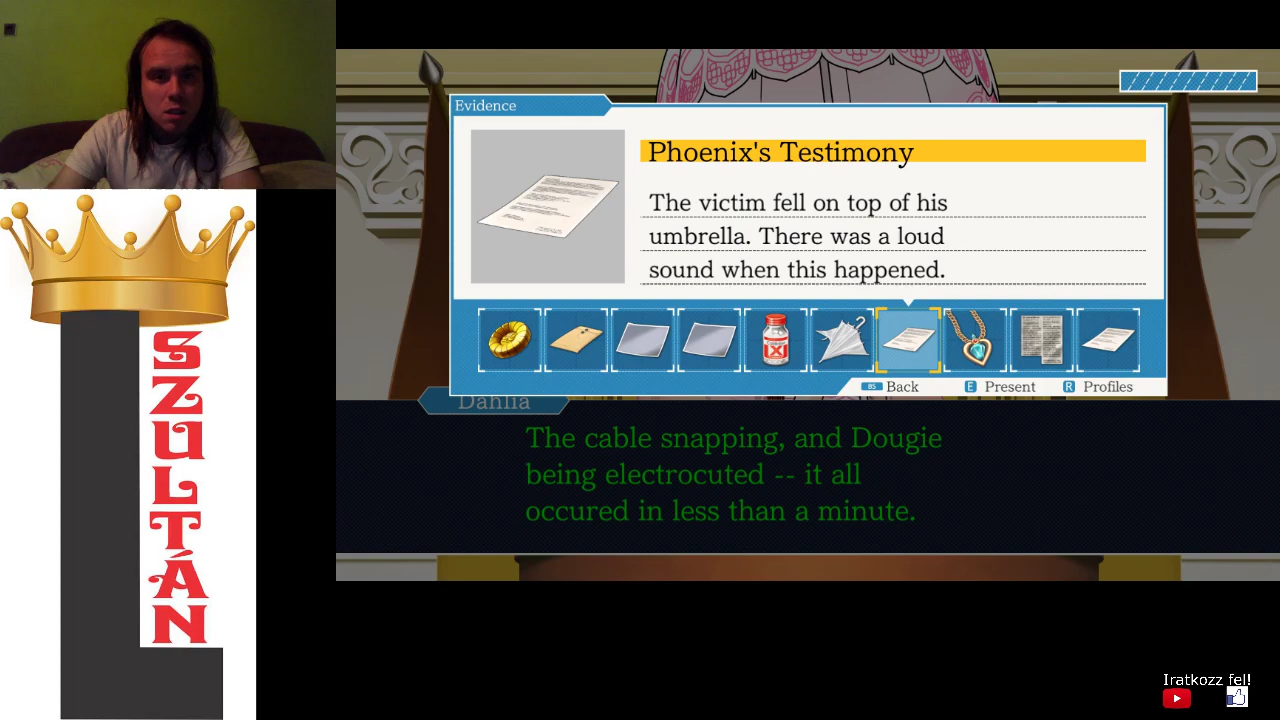 SZULTÁN
Evidence
Phoenix's Testimony
The victim fell on top of his
umbrella. There was a loud
sound when this happened.
X
BS Back E Present R Profiles
Dahlia
The cable snapping, and Dougie
being electrocuted -- it all
occured in less than a minute.
Iratkozz fel!